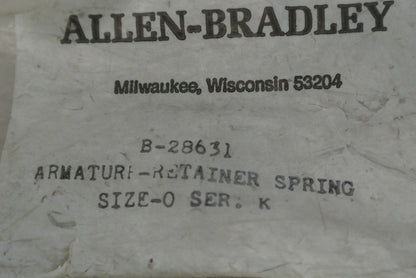 ALLEN-BRADLEY
Milwaukee, Wisconsin 53204
B-28631
ARMATURE-RETAINER SPRING
SIZE-0 SER. K